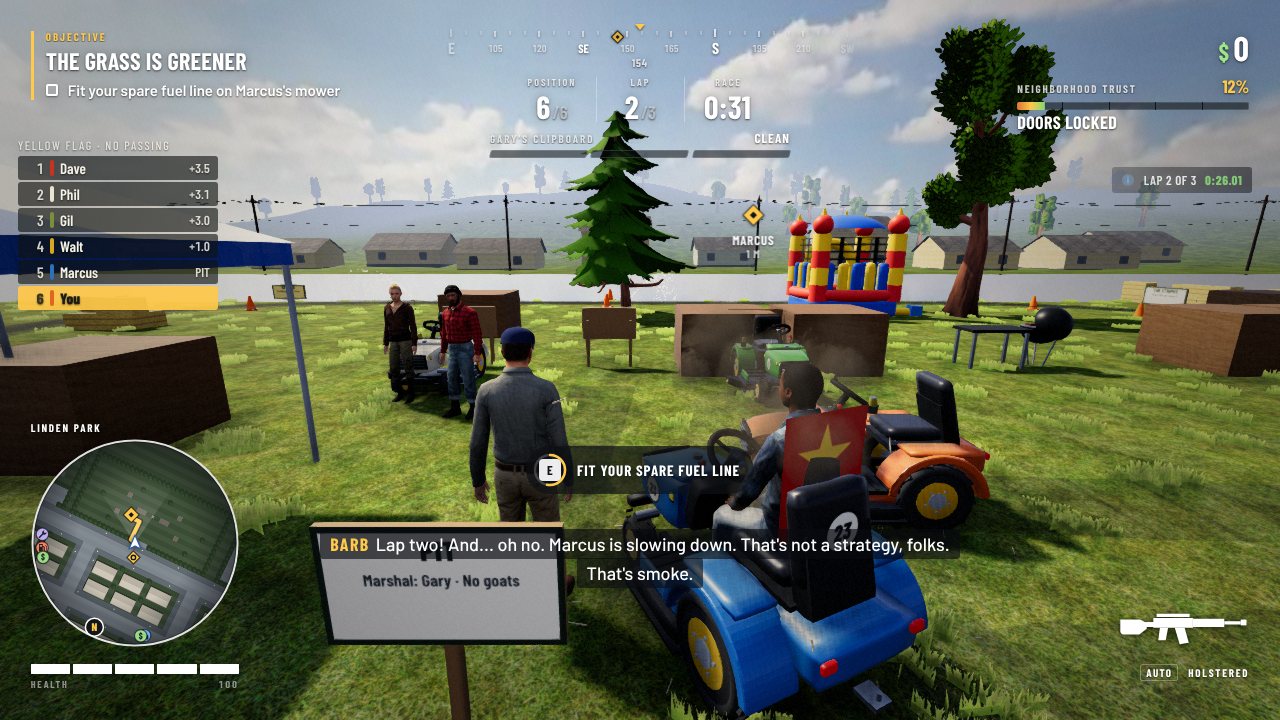 OBJECTIVE
THE GRASS IS GREENER
Fit your spare fuel line on Marcus's mower
E 105 120 SE 150 165 S 195 210 SW
154
POSITION LAP RACE
6/6 2/3 0:31
GARY'S CLIPBOARD CLEAN
$0
NEIGHBORHOOD TRUST 12%
DOORS LOCKED
LAP 2 OF 3 0:26.01
YELLOW FLAG · NO PASSING
1 Dave +3.5
2 Phil +3.1
3 Gil +3.0
4 Walt +1.0
5 Marcus PIT
6 You
MARCUS
1 M
LINDEN PARK
N
E FIT YOUR SPARE FUEL LINE
23
BARB Lap two! And... oh no. Marcus is slowing down. That's not a strategy, folks.
That's smoke.
Marshal: Gary · No goats
HEALTH 100
AUTO HOLSTERED